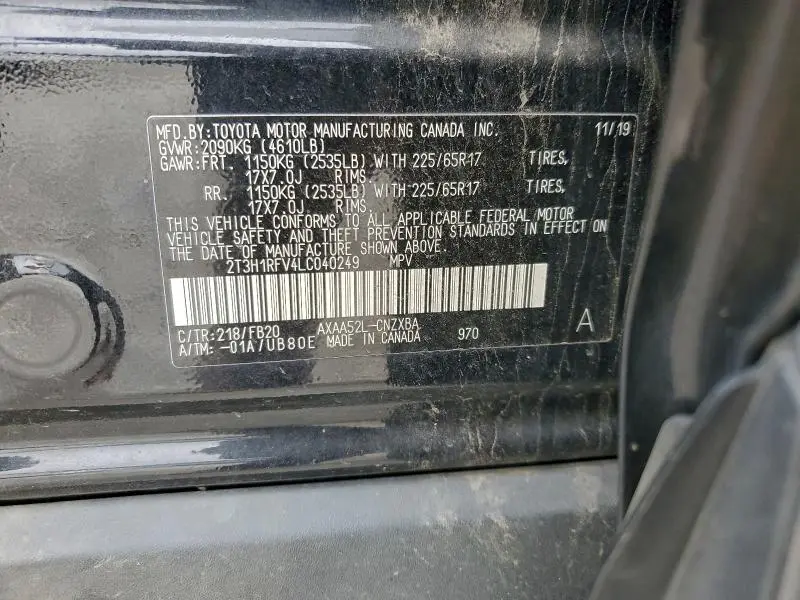 MFD.BY:TOYOTA MOTOR MANUFACTURING CANADA INC. 11/19
GVWR:2090KG (4610LB)
GAWR:FRT. 1150KG (2535LB) WITH 225/65R17 TIRES,
17X7.0J RIMS
RR. 1150KG (2535LB) WITH 225/65R17 TIRES,
17X7.0J RIMS
THIS VEHICLE CONFORMS TO ALL APPLICABLE FEDERAL MOTOR
VEHICLE SAFETY AND THEFT PREVENTION STANDARDS IN EFFECT ON
THE DATE OF MANUFACTURE SHOWN ABOVE.
2T3H1RFV4LC040249 MPV
C/TR:218/FB20 AXAA52L-CNZXBA 970 A
A/TM: -01A/UB80E MADE IN CANADA